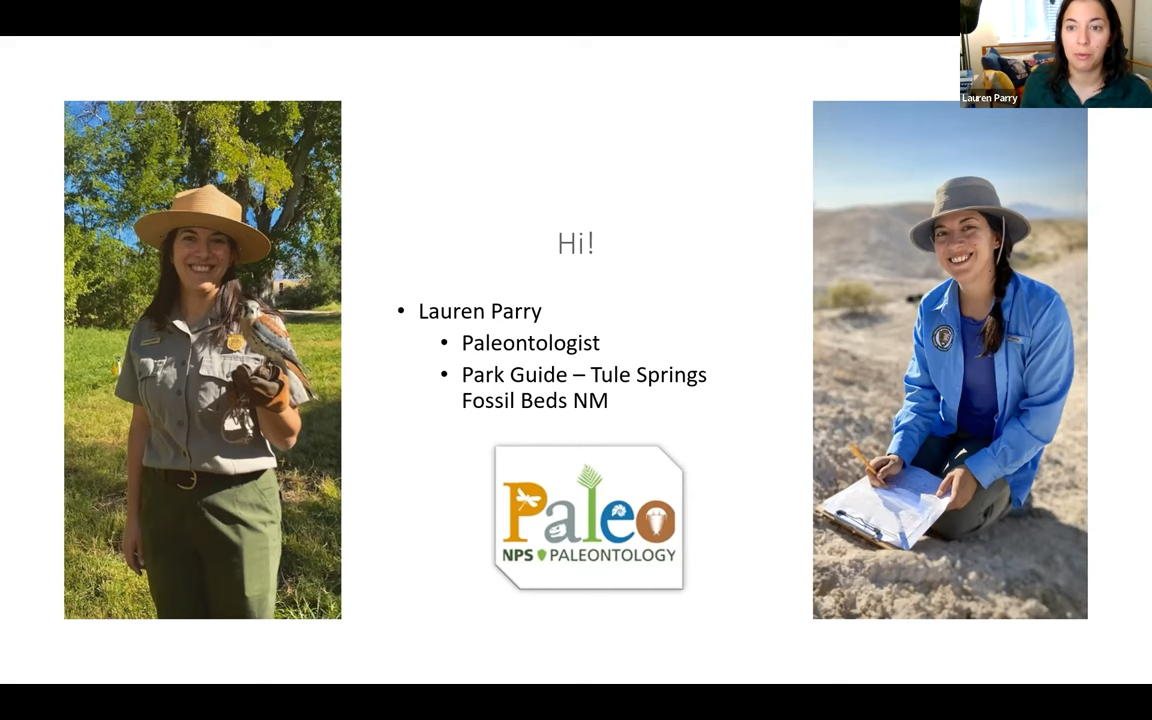 Lauren Parry
Hi!
• Lauren Parry
• Paleontologist
• Park Guide – Tule Springs
Fossil Beds NM
Paleo
NPS PALEONTOLOGY